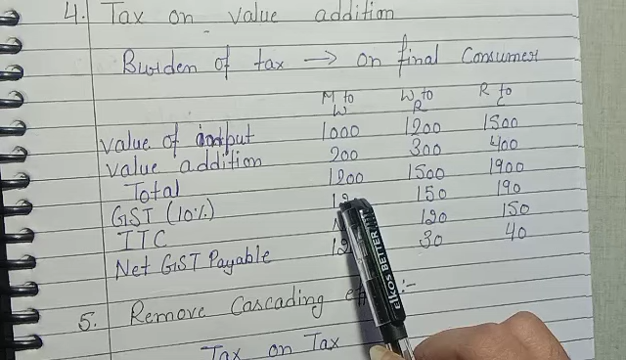 4. Tax on value addition
Burden of tax → on final Consumer
M to W W to R R to C
Value of input 1000 1200 1500
Value addition 200 300 400
Total 1200 1500 1900
GST (10%) 150 190
ITC 120 150
Net GST Payable 30 40
5. Remove Cascading :-
Tax on Tax